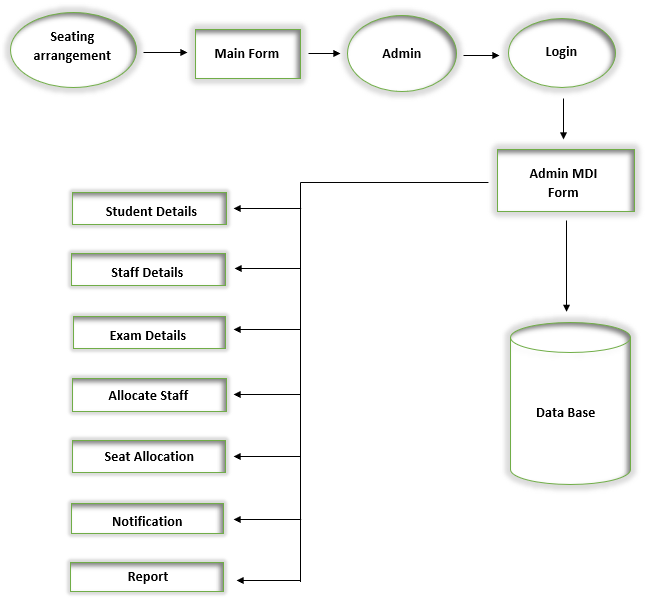 Seating
arrangement
Main Form
Admin
Login
Admin MDI
Form
Student Details
Staff Details
Exam Details
Allocate Staff
Seat Allocation
Notification
Report
Data Base